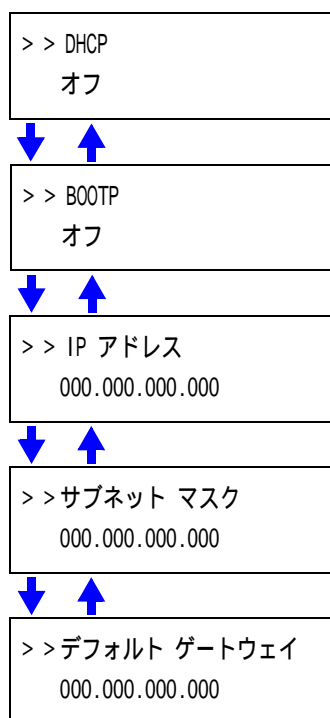 > > DHCP
オフ
> > BOOTP
オフ
> > IP アドレス
000.000.000.000
> >サブネット マスク
000.000.000.000
> >デフォルト ゲートウェイ
000.000.000.000